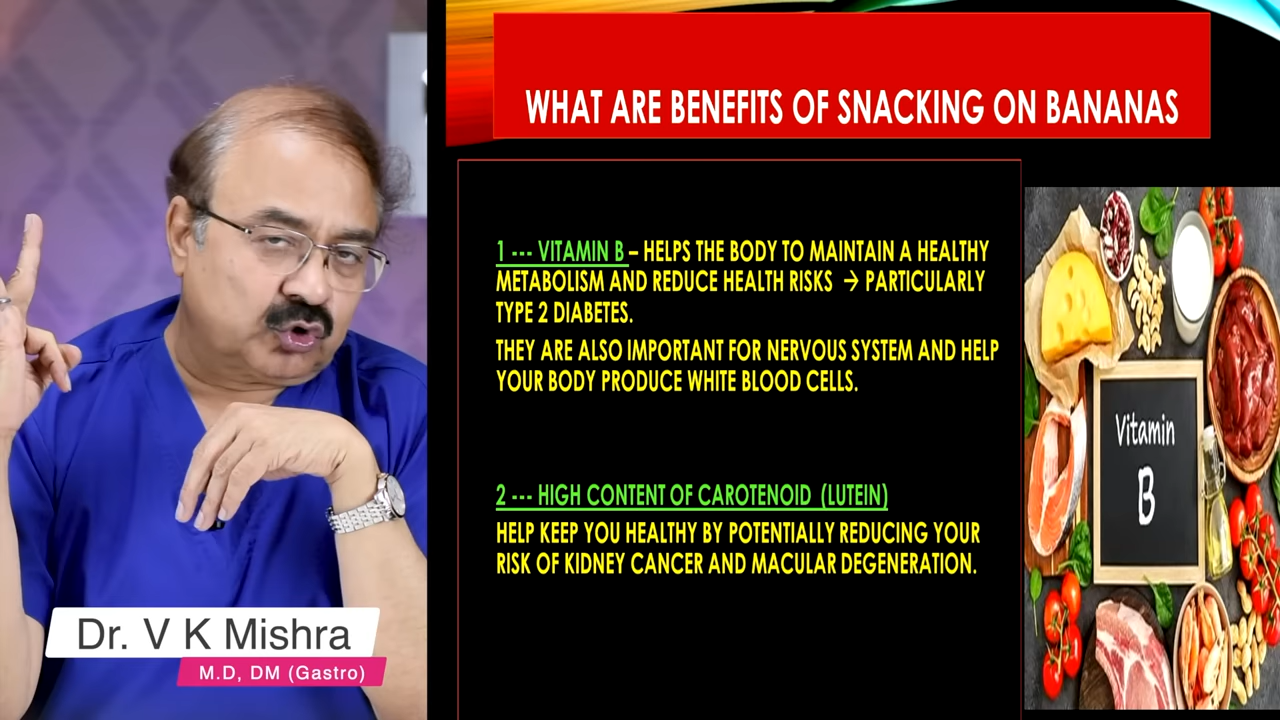 WHAT ARE BENEFITS OF SNACKING ON BANANAS
1 --- VITAMIN B – HELPS THE BODY TO MAINTAIN A HEALTHY
METABOLISM AND REDUCE HEALTH RISKS → PARTICULARLY
TYPE 2 DIABETES.
THEY ARE ALSO IMPORTANT FOR NERVOUS SYSTEM AND HELP
YOUR BODY PRODUCE WHITE BLOOD CELLS.
2 --- HIGH CONTENT OF CAROTENOID (LUTEIN)
HELP KEEP YOU HEALTHY BY POTENTIALLY REDUCING YOUR
RISK OF KIDNEY CANCER AND MACULAR DEGENERATION.
Vitamin
B
Dr. V K Mishra
M.D, DM (Gastro)